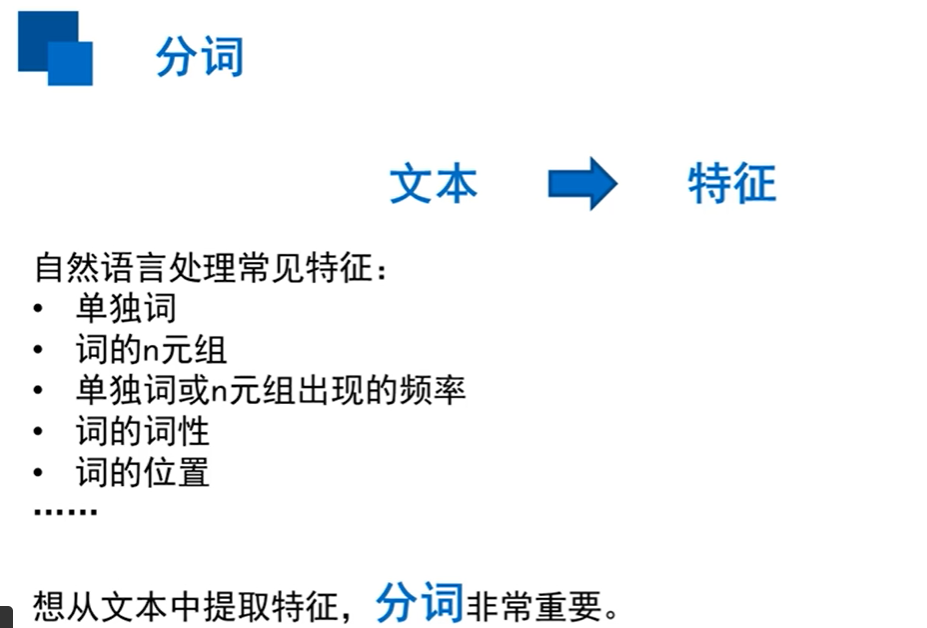 分词
文本 特征
自然语言处理常见特征：
• 单独词
• 词的n元组
• 单独词或n元组出现的频率
• 词的词性
• 词的位置
……
想从文本中提取特征，分词非常重要。